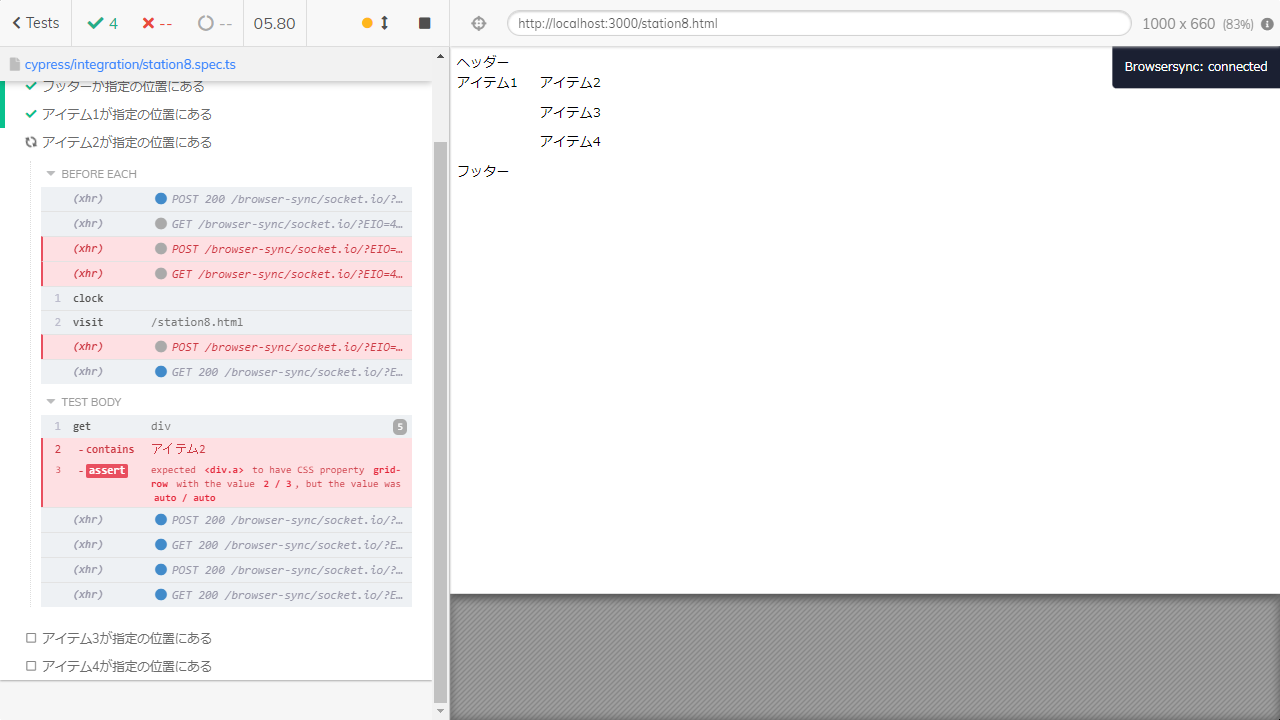 Tests
4
--
--
05.80
http://localhost:3000/station8.html
1000 x 660 (83%)
cypress/integration/station8.spec.ts
フッターが指定の位置にある
アイテム1が指定の位置にある
アイテム2が指定の位置にある
BEFORE EACH
(xhr) POST 200 /browser-sync/socket.io/?…
(xhr) GET /browser-sync/socket.io/?EIO=4…
(xhr) POST /browser-sync/socket.io/?EIO=…
(xhr) GET /browser-sync/socket.io/?EIO=4…
1 clock
2 visit /station8.html
(xhr) POST /browser-sync/socket.io/?EIO=…
(xhr) GET 200 /browser-sync/socket.io/?E…
TEST BODY
1 get div 5
2 -contains アイテム2
3 -assert expected <div.a> to have CSS property grid-
row with the value 2 / 3, but the value was
auto / auto
(xhr) POST 200 /browser-sync/socket.io/?…
(xhr) GET 200 /browser-sync/socket.io/?E…
(xhr) POST 200 /browser-sync/socket.io/?…
(xhr) GET 200 /browser-sync/socket.io/?E…
アイテム3が指定の位置にある
アイテム4が指定の位置にある
ヘッダー
アイテム1 アイテム2
アイテム3
アイテム4
フッター
Browsersync: connected